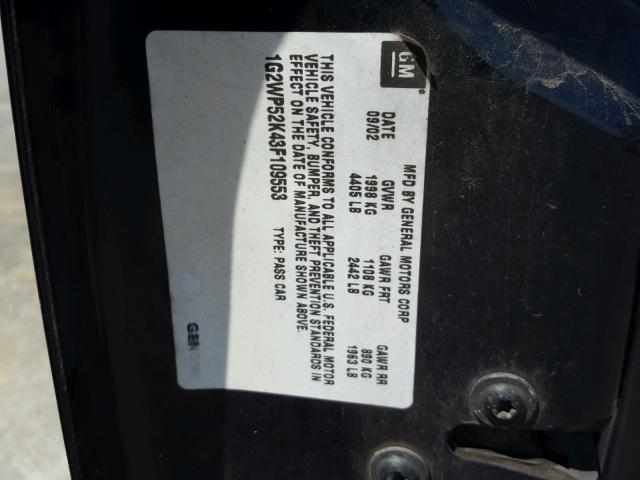 GM
MFD BY GENERAL MOTORS CORP
DATE GVWR GAWR FRT GAWR RR
09/02 1998 KG 1108 KG 890 KG
4405 LB 2442 LB 1963 LB
THIS VEHICLE CONFORMS TO ALL APPLICABLE U.S. FEDERAL MOTOR
VEHICLE SAFETY, BUMPER, AND THEFT PREVENTION STANDARDS IN
EFFECT ON THE DATE OF MANUFACTURE SHOWN ABOVE.
1G2WP52K43F109553 TYPE: PASS CAR
GEN